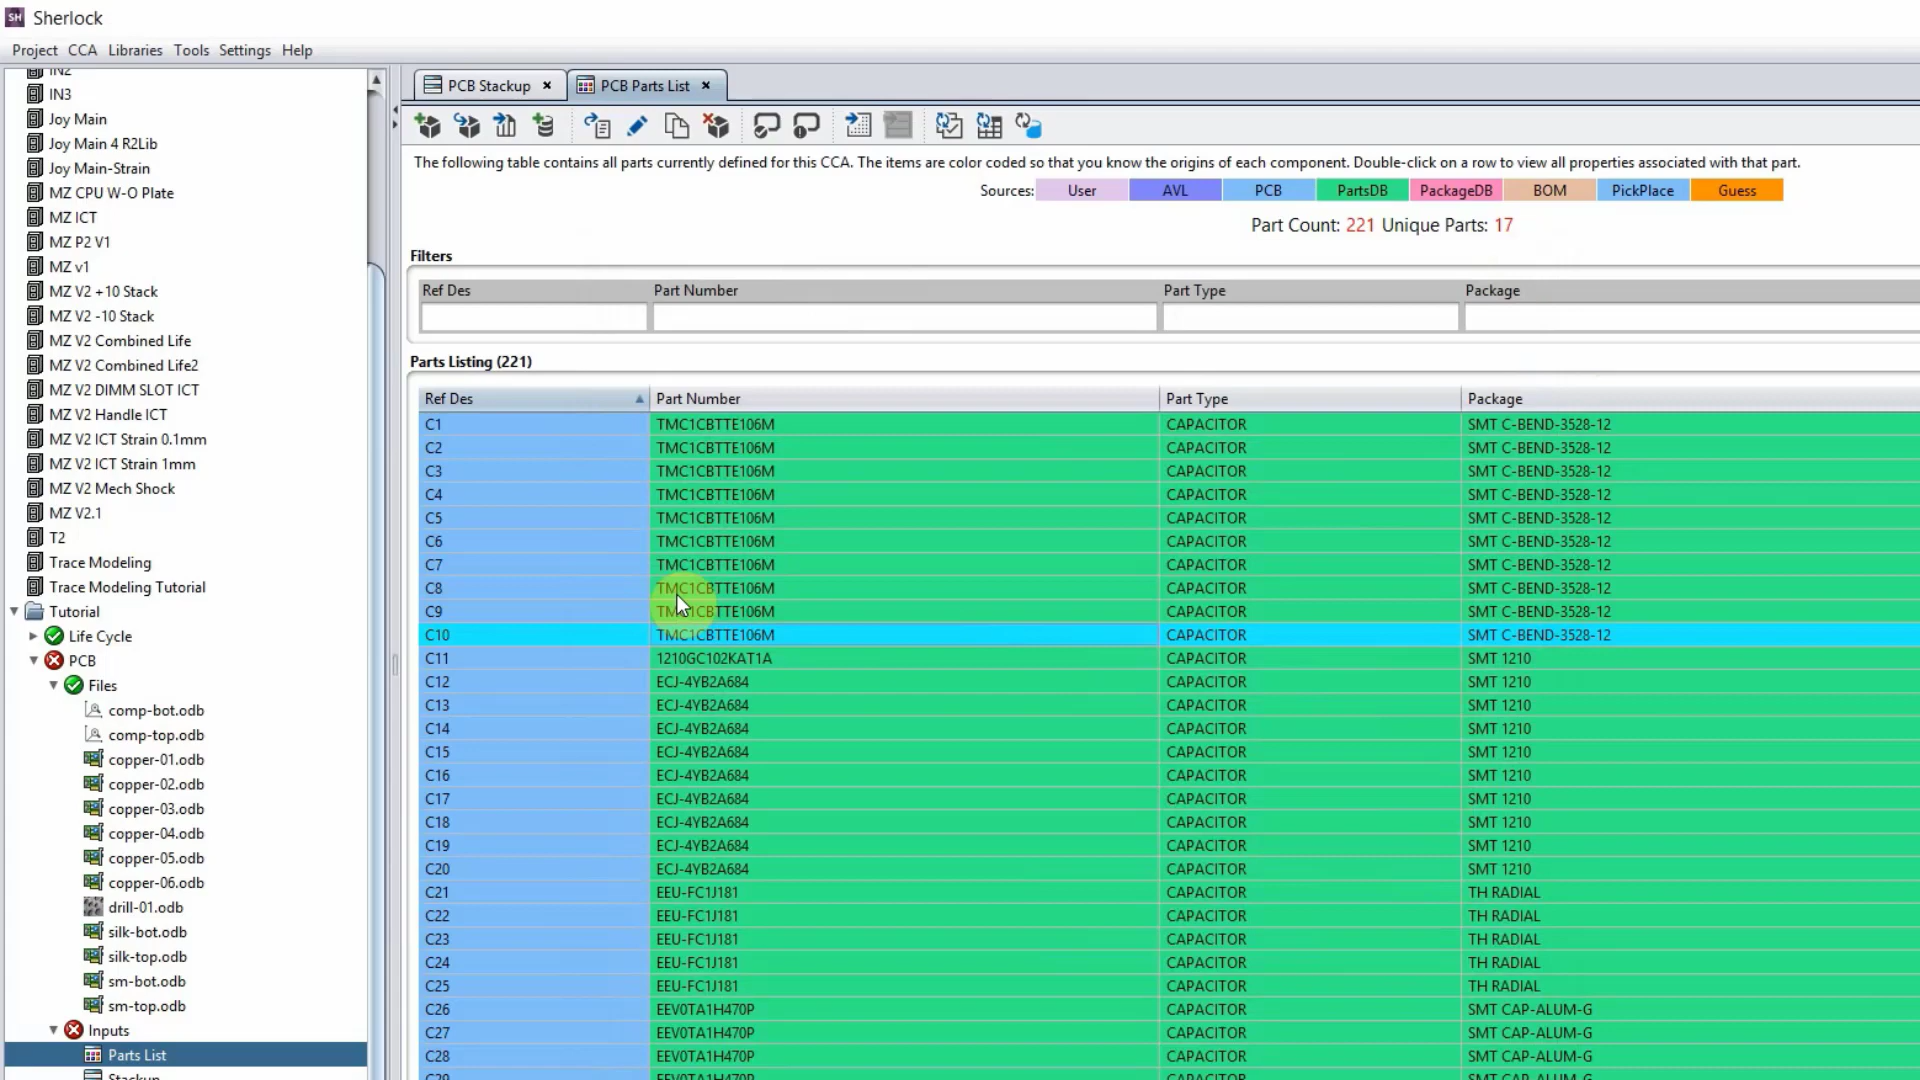 SH Sherlock
Project CCA Libraries Tools Settings Help
IN2
IN3
Joy Main
Joy Main 4 R2Lib
Joy Main-Strain
MZ CPU W-O Plate
MZ ICT
MZ P2 V1
MZ v1
MZ V2 +10 Stack
MZ V2 -10 Stack
MZ V2 Combined Life
MZ V2 Combined Life2
MZ V2 DIMM SLOT ICT
MZ V2 Handle ICT
MZ V2 ICT Strain 0.1mm
MZ V2 ICT Strain 1mm
MZ V2 Mech Shock
MZ V2.1
T2
Trace Modeling
Trace Modeling Tutorial
Tutorial
Life Cycle
PCB
Files
comp-bot.odb
comp-top.odb
copper-01.odb
copper-02.odb
copper-03.odb
copper-04.odb
copper-05.odb
copper-06.odb
drill-01.odb
silk-bot.odb
silk-top.odb
sm-bot.odb
sm-top.odb
Inputs
Parts List
Stackup
PCB Stackup PCB Parts List
The following table contains all parts currently defined for this CCA. The items are color coded so that you know the origins of each component. Double-click on a row to view all properties associated with that part.
Sources: User AVL PCB PartsDB PackageDB BOM PickPlace Guess
Part Count: 221 Unique Parts: 17
Filters
Ref Des Part Number Part Type Package
Parts Listing (221)
Ref Des Part Number Part Type Package
C1 TMC1CBTTE106M CAPACITOR SMT C-BEND-3528-12
C2 TMC1CBTTE106M CAPACITOR SMT C-BEND-3528-12
C3 TMC1CBTTE106M CAPACITOR SMT C-BEND-3528-12
C4 TMC1CBTTE106M CAPACITOR SMT C-BEND-3528-12
C5 TMC1CBTTE106M CAPACITOR SMT C-BEND-3528-12
C6 TMC1CBTTE106M CAPACITOR SMT C-BEND-3528-12
C7 TMC1CBTTE106M CAPACITOR SMT C-BEND-3528-12
C8 TMC1CBTTE106M CAPACITOR SMT C-BEND-3528-12
C9 TMC1CBTTE106M CAPACITOR SMT C-BEND-3528-12
C10 TMC1CBTTE106M CAPACITOR SMT C-BEND-3528-12
C11 1210GC102KAT1A CAPACITOR SMT 1210
C12 ECJ-4YB2A684 CAPACITOR SMT 1210
C13 ECJ-4YB2A684 CAPACITOR SMT 1210
C14 ECJ-4YB2A684 CAPACITOR SMT 1210
C15 ECJ-4YB2A684 CAPACITOR SMT 1210
C16 ECJ-4YB2A684 CAPACITOR SMT 1210
C17 ECJ-4YB2A684 CAPACITOR SMT 1210
C18 ECJ-4YB2A684 CAPACITOR SMT 1210
C19 ECJ-4YB2A684 CAPACITOR SMT 1210
C20 ECJ-4YB2A684 CAPACITOR SMT 1210
C21 EEU-FC1J181 CAPACITOR TH RADIAL
C22 EEU-FC1J181 CAPACITOR TH RADIAL
C23 EEU-FC1J181 CAPACITOR TH RADIAL
C24 EEU-FC1J181 CAPACITOR TH RADIAL
C25 EEU-FC1J181 CAPACITOR TH RADIAL
C26 EEV0TA1H470P CAPACITOR SMT CAP-ALUM-G
C27 EEV0TA1H470P CAPACITOR SMT CAP-ALUM-G
C28 EEV0TA1H470P CAPACITOR SMT CAP-ALUM-G
C29 EEV0TA1H470P CAPACITOR SMT CAP-ALUM-G